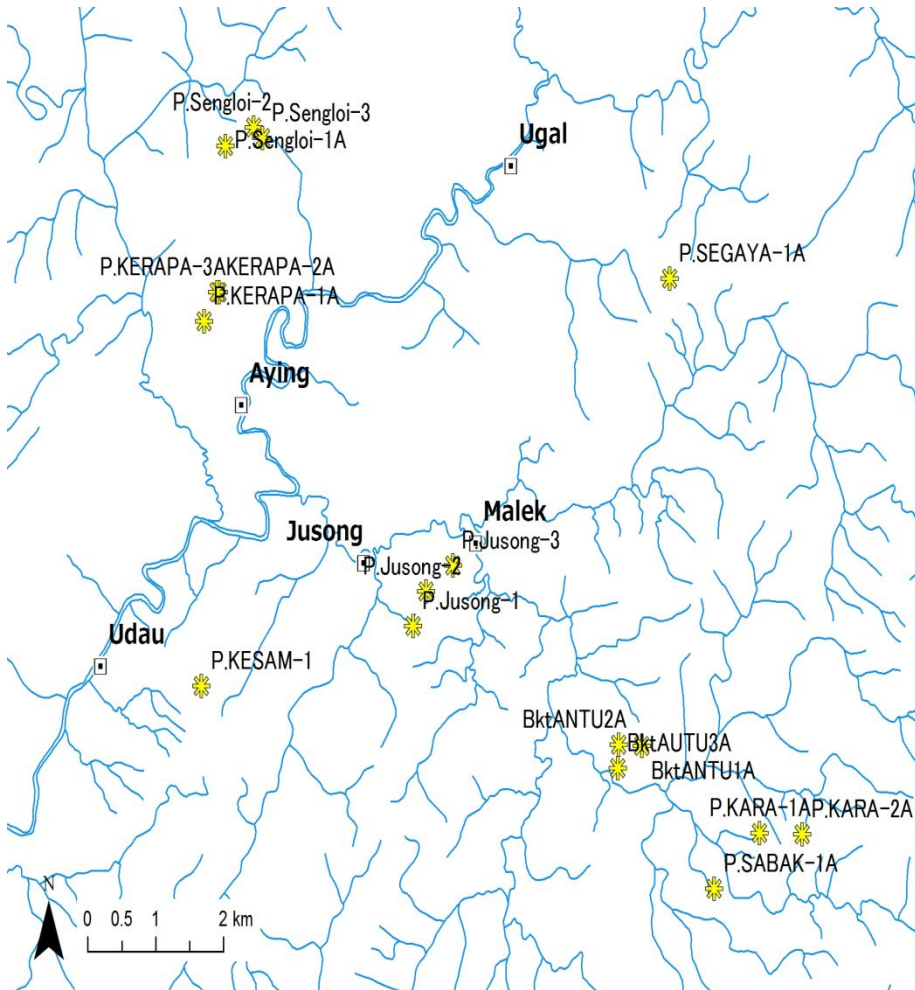 P.Sengloi-2
P.Sengloi-3
P.Sengloi-1A
Ugal
P.SEGAYA-1A
P.KERAPA-3AKERAPA-2A
P.KERAPA-1A
Aying
Jusong
Malek
P.Jusong-3
P.Jusong-2
P.Jusong-1
Udau
P.KESAM-1
BktANTU2A
BktAUTU3A
BktANTU1A
P.KARA-1AP.KARA-2A
P.SABAK-1A
N
0 0.5 1 2 km